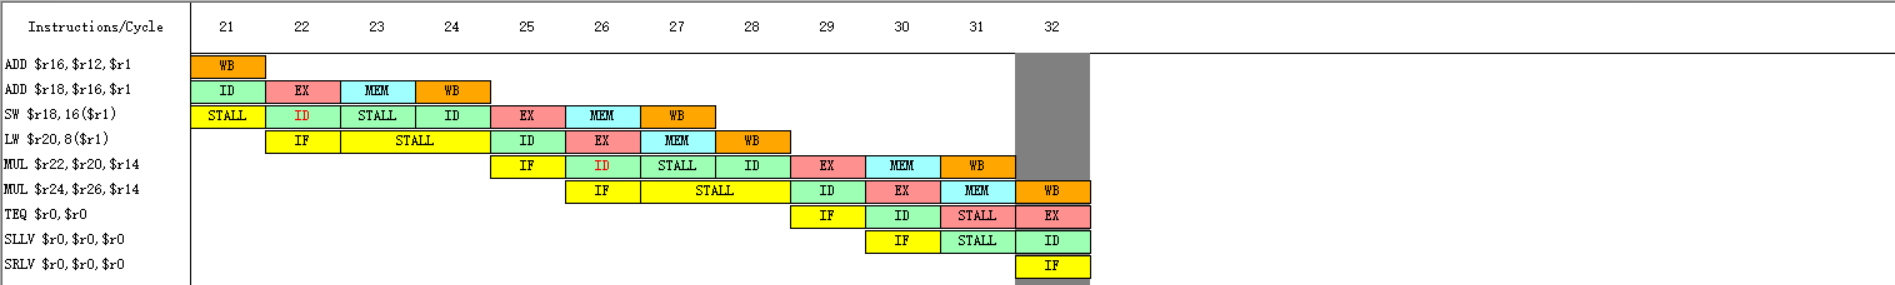 Instructions/Cycle 21 22 23 24 25 26 27 28 29 30 31 32
ADD $r16,$r12,$r1 WB
ADD $r18,$r16,$r1 ID EX MEM WB
SW $r18,16($r1) STALL ID STALL ID EX MEM WB
LW $r20,8($r1) IF STALL ID EX MEM WB
MUL $r22,$r20,$r14 IF ID STALL ID EX MEM WB
MUL $r24,$r26,$r14 IF STALL ID EX MEM WB
TEQ $r0,$r0 IF ID STALL EX
SLLV $r0,$r0,$r0 IF STALL ID
SRLV $r0,$r0,$r0 IF